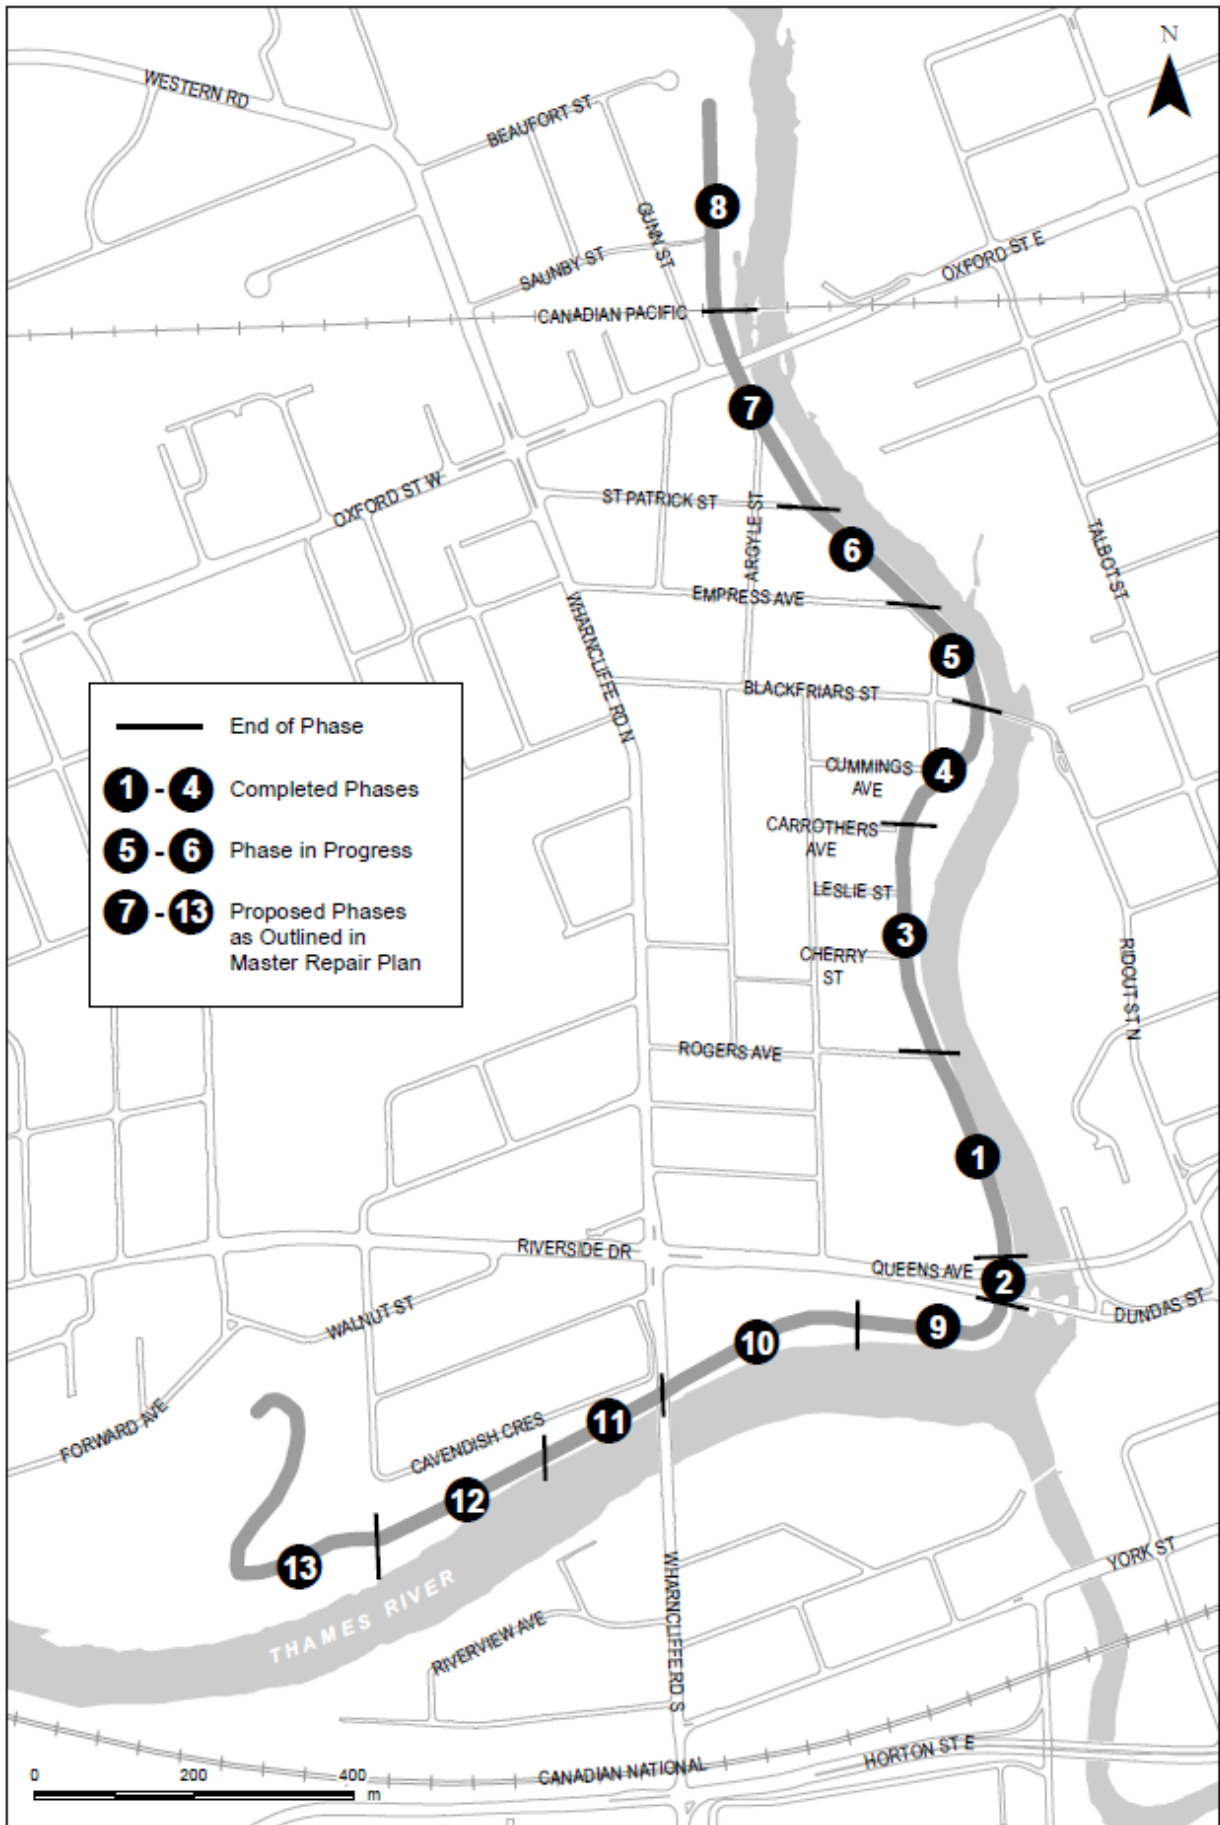 N
WESTERN RD
BEAUFORT ST
8
GUNN ST
SAUNBY ST
OXFORD ST E
CANADIAN PACIFIC
7
OXFORD ST W
ST PATRICK ST
ARGYLE ST
6
TALBOT ST
EMPRESS AVE
WHARNCLIFFE RD N
5
BLACKFRIARS ST
End of Phase
1 - 4 Completed Phases
5 - 6 Phase in Progress
7 - 13 Proposed Phases
as Outlined in
Master Repair Plan
CUMMINGS
AVE
4
CARROTHERS
AVE
LESLIE ST
3
CHERRY
ST
RIDOUT ST N
ROGERS AVE
1
RIVERSIDE DR
QUEENS AVE
2
DUNDAS ST
WALNUT ST
9
10
FORWARD AVE
11
CAVENDISH CRES
12
13
THAMES RIVER
WHARNCLIFFE RD S
YORK ST
RIVERVIEW AVE
HORTON ST E
CANADIAN NATIONAL
0 200 400
m